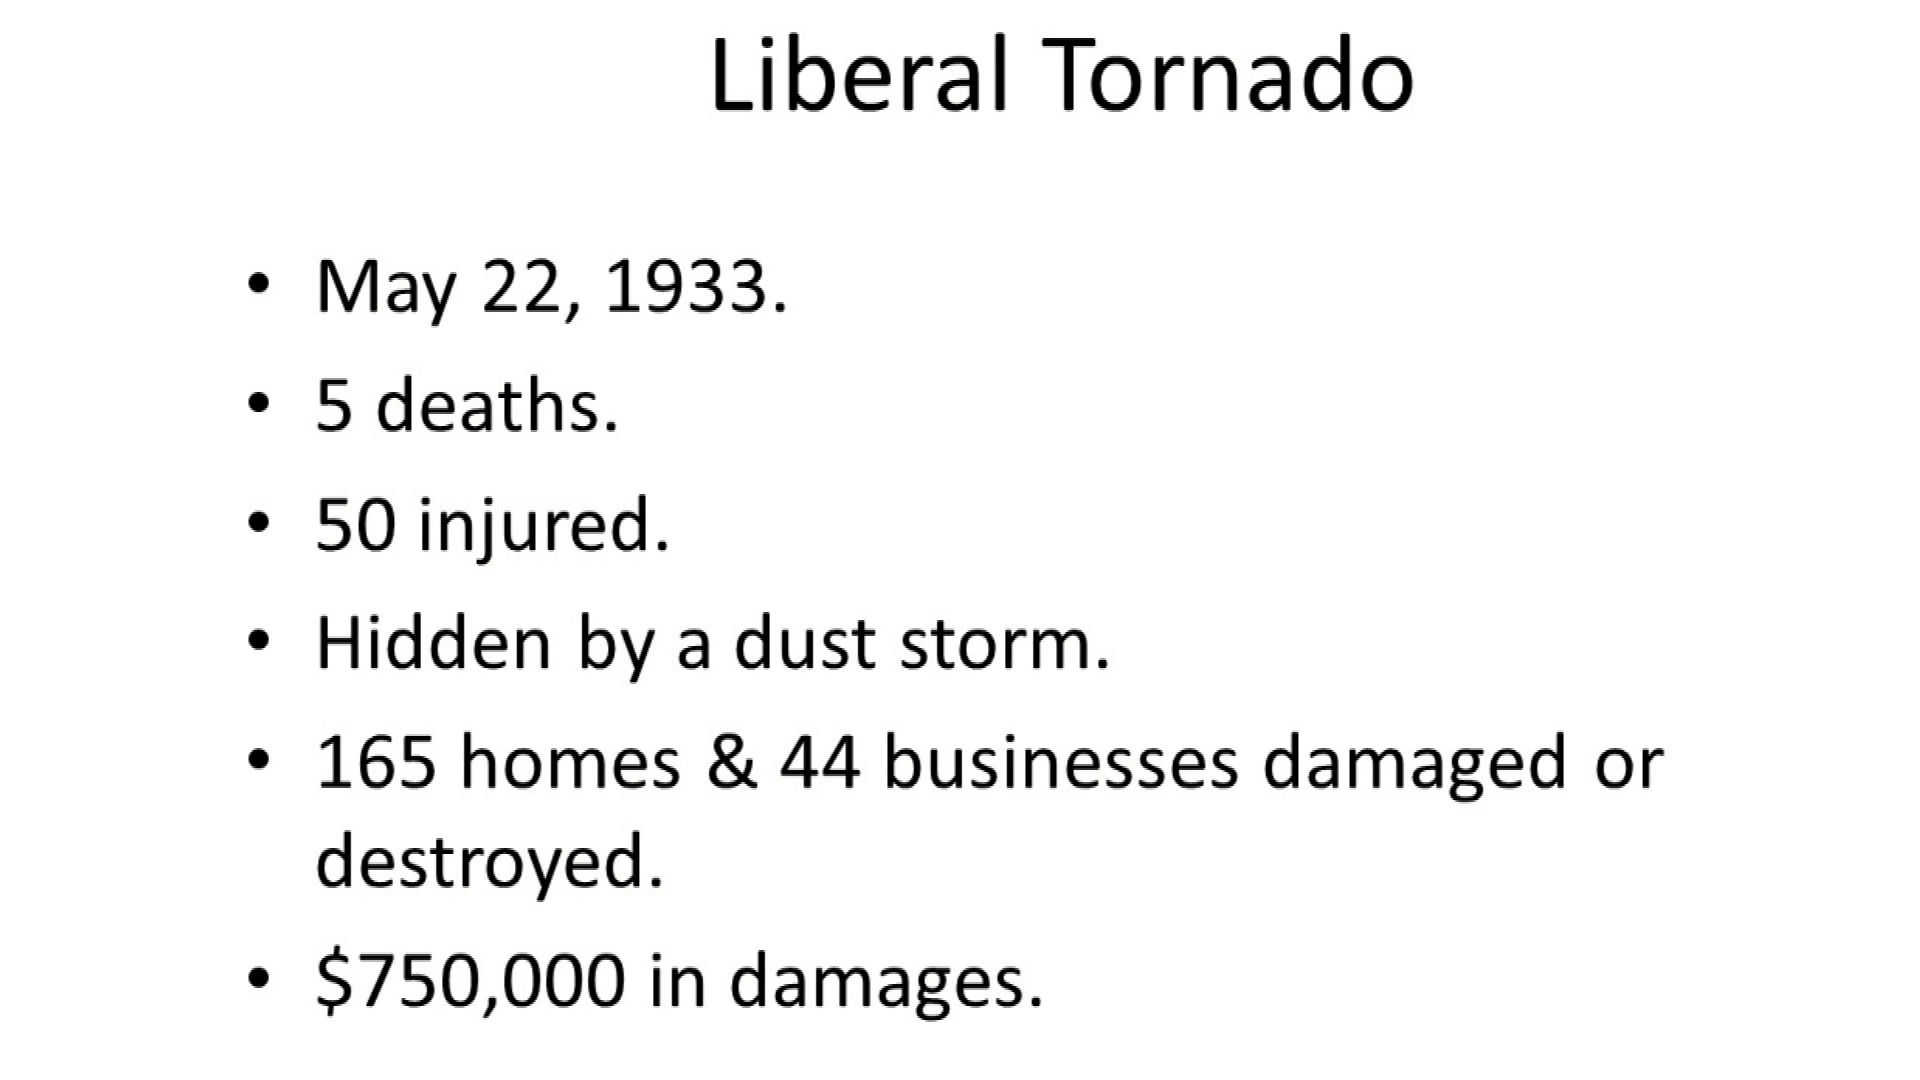 Liberal Tornado
• May 22, 1933.
• 5 deaths.
• 50 injured.
• Hidden by a dust storm.
• 165 homes & 44 businesses damaged or
destroyed.
• $750,000 in damages.